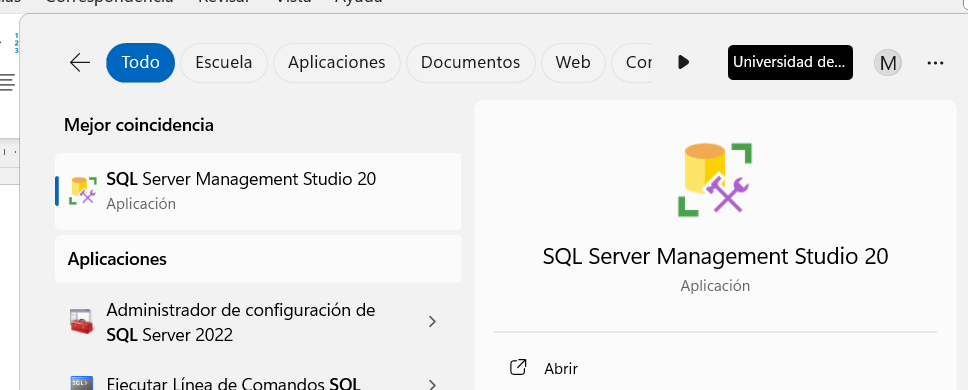 Correspondencia Revisar Vista Ayuda
Todo Escuela Aplicaciones Documentos Web Universidad de... M ...
Mejor coincidencia
SQL Server Management Studio 20
Aplicación
Aplicaciones
Administrador de configuración de
SQL Server 2022
Ejecutar Línea de Comandos SQL
SQL Server Management Studio 20
Aplicación
Abrir